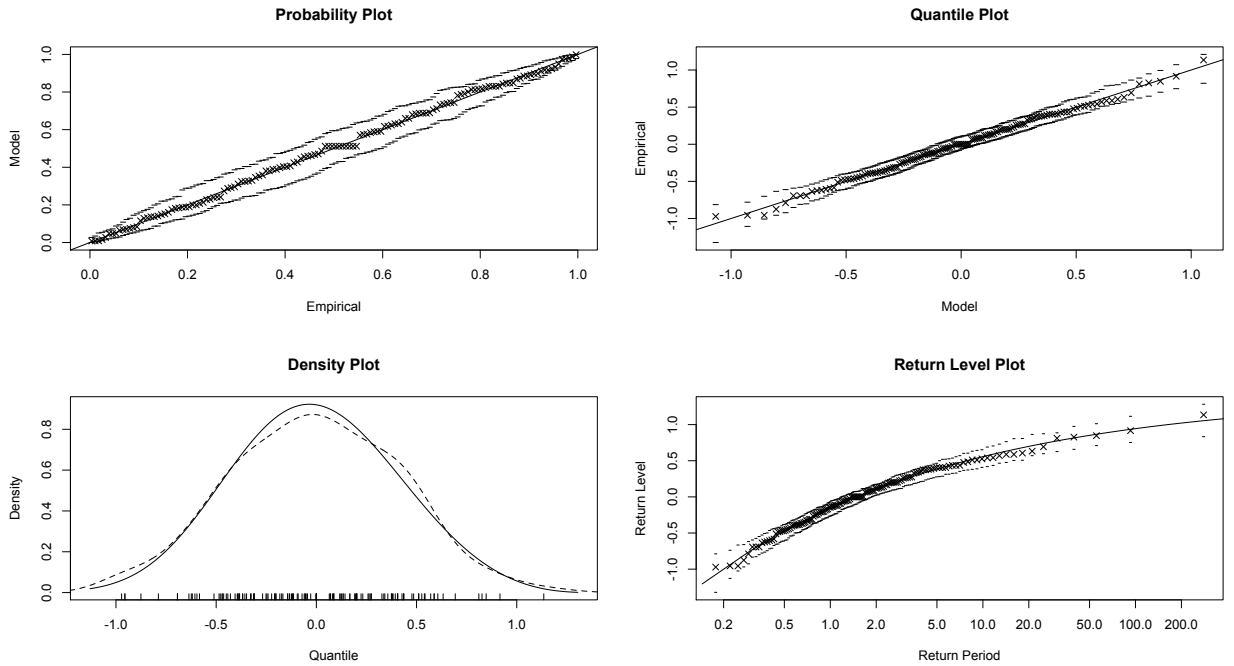 Probability Plot
Model
0.0 0.2 0.4 0.6 0.8 1.0
0.0 0.2 0.4 0.6 0.8 1.0
Empirical
Quantile Plot
Empirical
-1.0 -0.5 0.0 0.5 1.0
-1.0 -0.5 0.0 0.5 1.0
Model
Density Plot
Density
0.0 0.2 0.4 0.6 0.8
-1.0 -0.5 0.0 0.5 1.0
Quantile
Return Level Plot
Return Level
-1.0 -0.5 0.0 0.5 1.0
0.2 0.5 1.0 2.0 5.0 10.0 20.0 50.0 100.0 200.0
Return Period